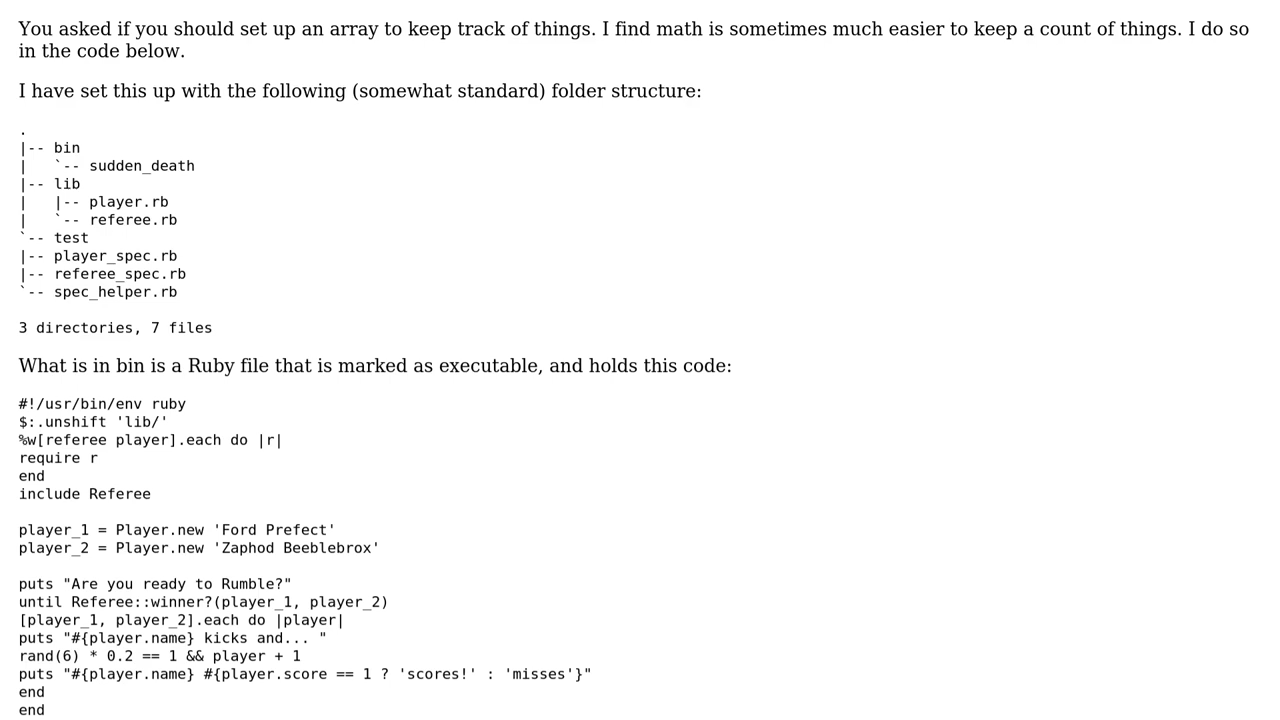 You asked if you should set up an array to keep track of things. I find math is sometimes much easier to keep a count of things. I do so
in the code below.
I have set this up with the following (somewhat standard) folder structure:
.
|-- bin
|   `-- sudden_death
|-- lib
|   |-- player.rb
|   `-- referee.rb
`-- test
|-- player_spec.rb
|-- referee_spec.rb
`-- spec_helper.rb
3 directories, 7 files
What is in bin is a Ruby file that is marked as executable, and holds this code:
#!/usr/bin/env ruby
$:.unshift 'lib/'
%w[referee player].each do |r|
require r
end
include Referee
player_1 = Player.new 'Ford Prefect'
player_2 = Player.new 'Zaphod Beeblebrox'
puts "Are you ready to Rumble?"
until Referee::winner?(player_1, player_2)
[player_1, player_2].each do |player|
puts "#{player.name} kicks and... "
rand(6) * 0.2 == 1 && player + 1
puts "#{player.name} #{player.score == 1 ? 'scores!' : 'misses'}"
end
end